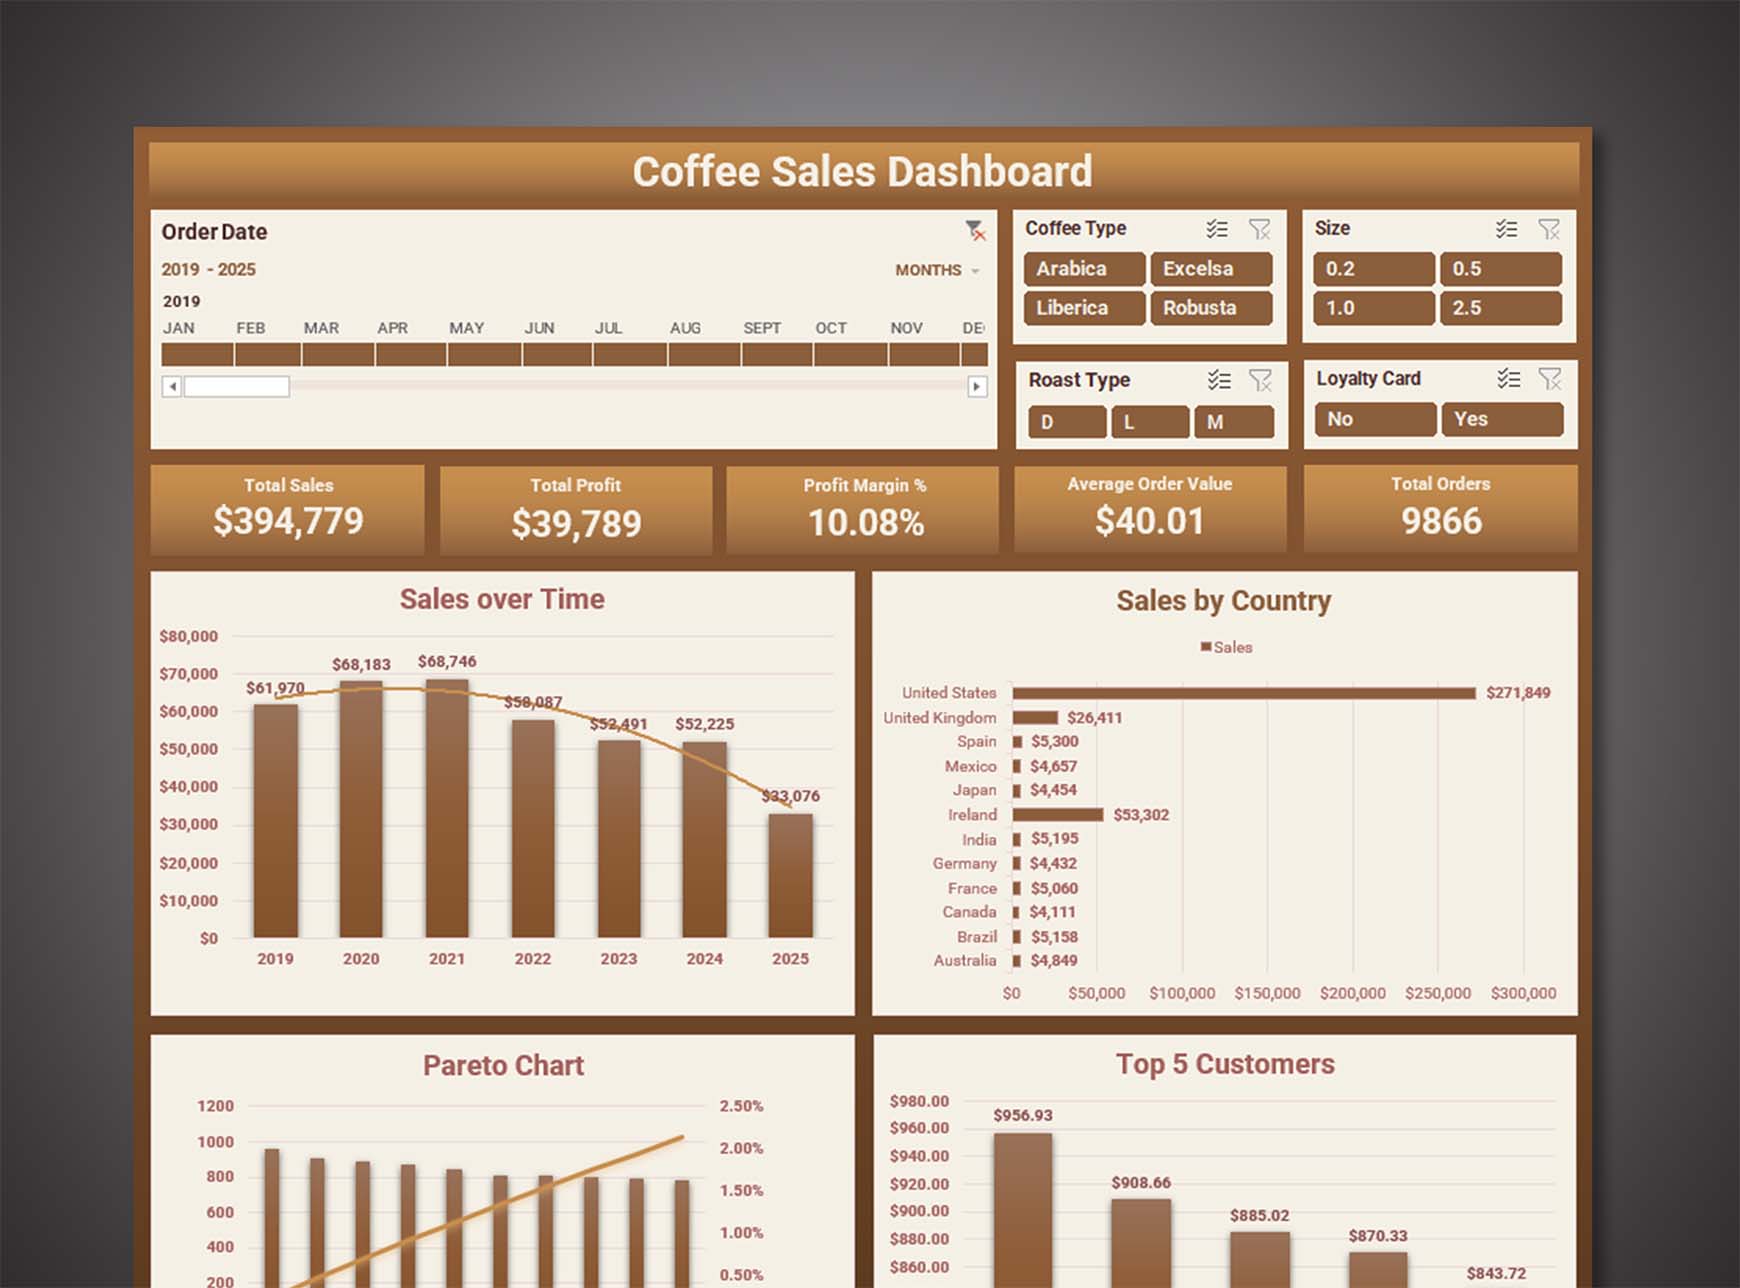 Coffee Sales Dashboard
Order Date
2019 - 2025
MONTHS
2019
JAN FEB MAR APR MAY JUN JUL AUG SEPT OCT NOV DE
Coffee Type
Arabica Excelsa
Liberica Robusta
Size
0.2 0.5
1.0 2.5
Roast Type
D L M
Loyalty Card
No Yes
Total Sales
$394,779
Total Profit
$39,789
Profit Margin %
10.08%
Average Order Value
$40.01
Total Orders
9866
Sales over Time
$80,000
$70,000
$60,000
$50,000
$40,000
$30,000
$20,000
$10,000
$0
$61,970
$68,183
$68,746
$58,087
$52,491
$52,225
$33,076
2019 2020 2021 2022 2023 2024 2025
Sales by Country
Sales
United States $271,849
United Kingdom $26,411
Spain $5,300
Mexico $4,657
Japan $4,454
Ireland $53,302
India $5,195
Germany $4,432
France $5,060
Canada $4,111
Brazil $5,158
Australia $4,849
$0 $50,000 $100,000 $150,000 $200,000 $250,000 $300,000
Pareto Chart
1200
1000
800
600
400
200
2.50%
2.00%
1.50%
1.00%
0.50%
Top 5 Customers
$980.00
$960.00
$940.00
$920.00
$900.00
$880.00
$860.00
$956.93
$908.66
$885.02
$870.33
$843.72